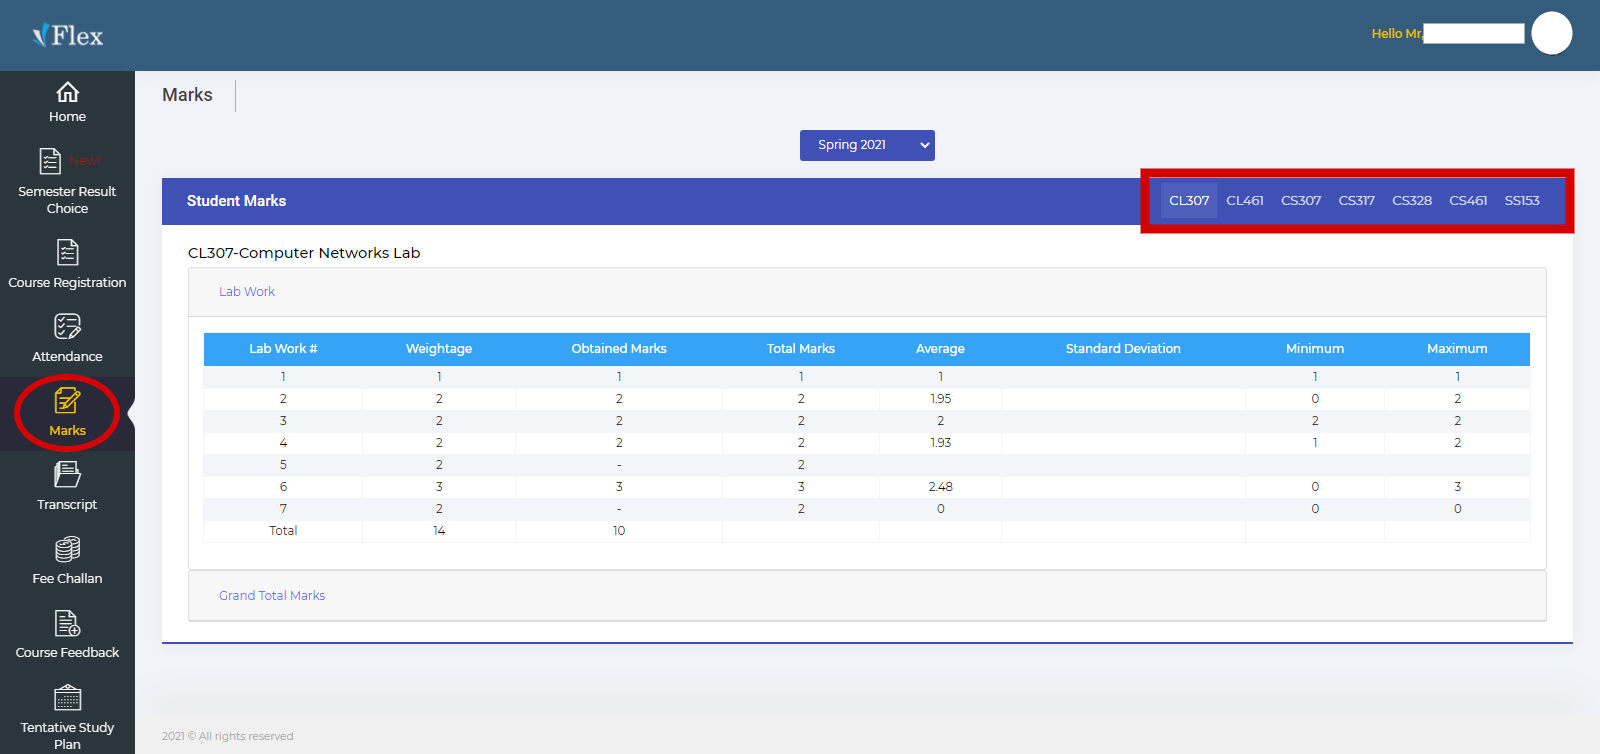 Flex
Hello Mr,
Home
New!
Semester Result
Choice
Course Registration
Attendance
Marks
Transcript
Fee Challan
Course Feedback
Tentative Study
Plan
Marks
Spring 2021
Student Marks
CL307 CL461 CS307 CS317 CS328 CS461 SS153
CL307-Computer Networks Lab
Lab Work
Lab Work # Weightage Obtained Marks Total Marks Average Standard Deviation Minimum Maximum
1 1 1 1 1 1 1
2 2 2 2 1.95 0 2
3 2 2 2 2 2 2
4 2 2 2 1.93 1 2
5 2 - 2
6 3 3 3 2.48 0 3
7 2 - 2 0 0 0
Total 14 10
Grand Total Marks
2021 © All rights reserved